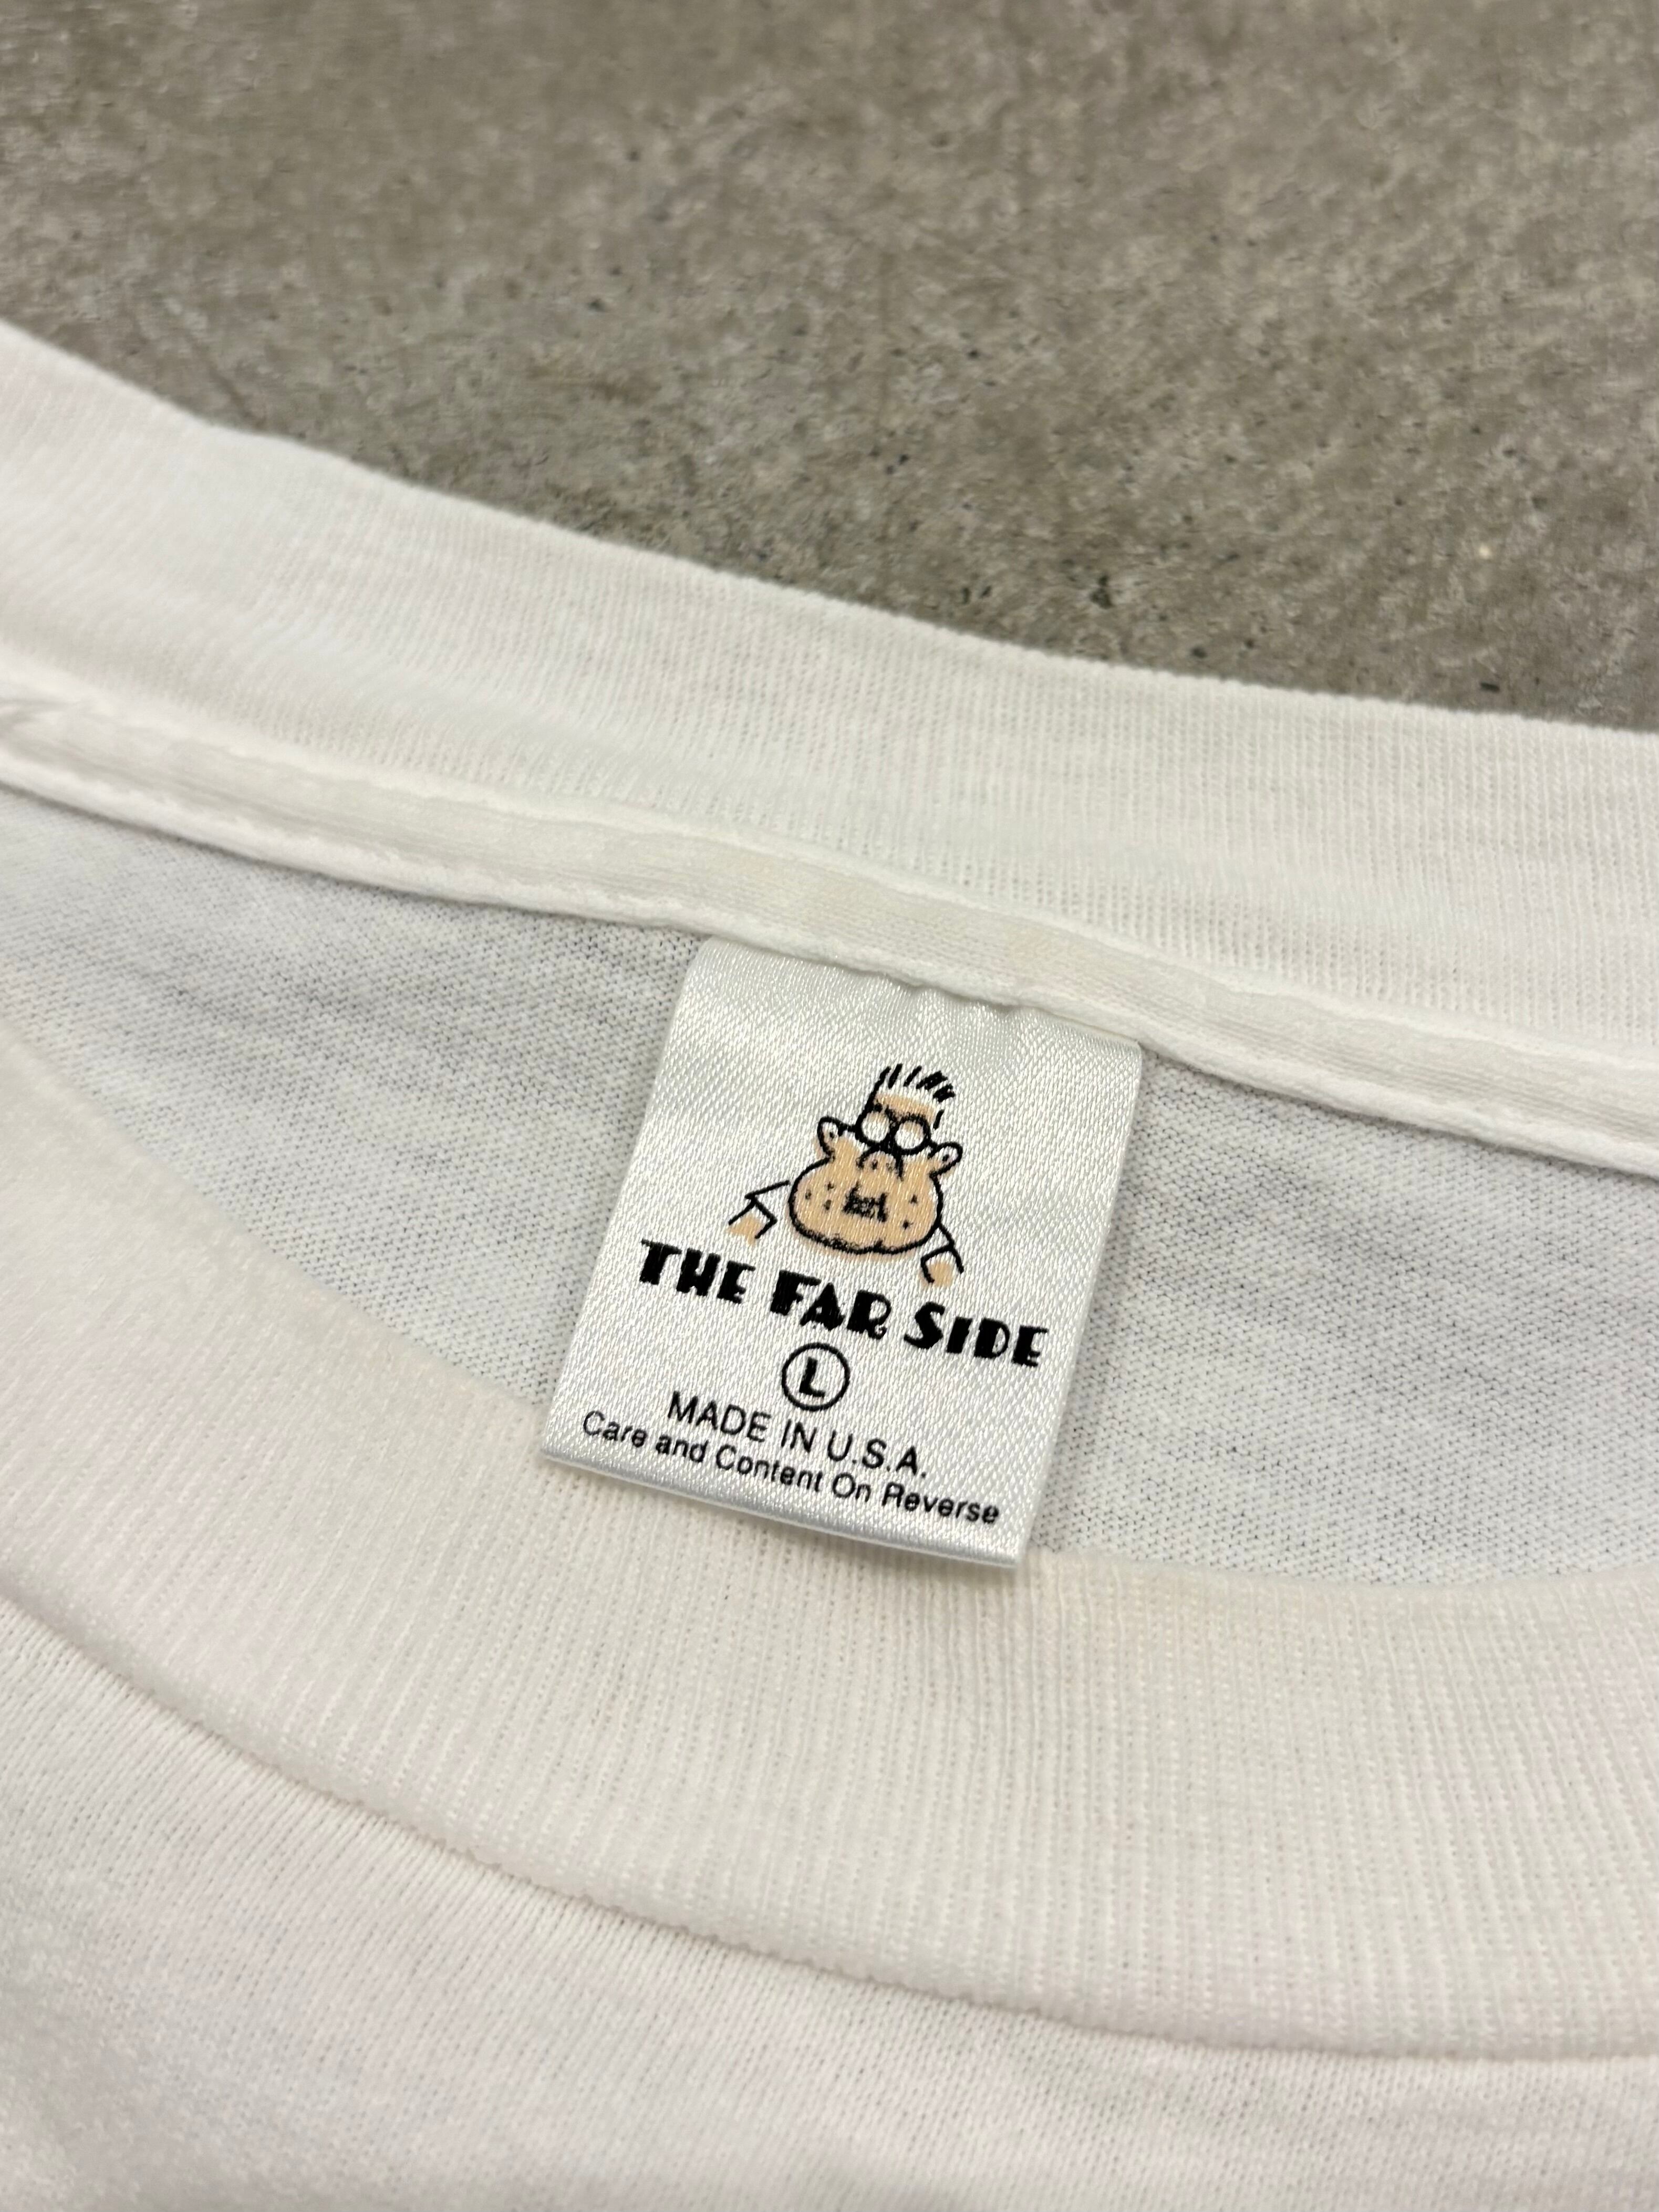 THE FAR SIDE
L
MADE IN U.S.A.
Care and Content On Reverse